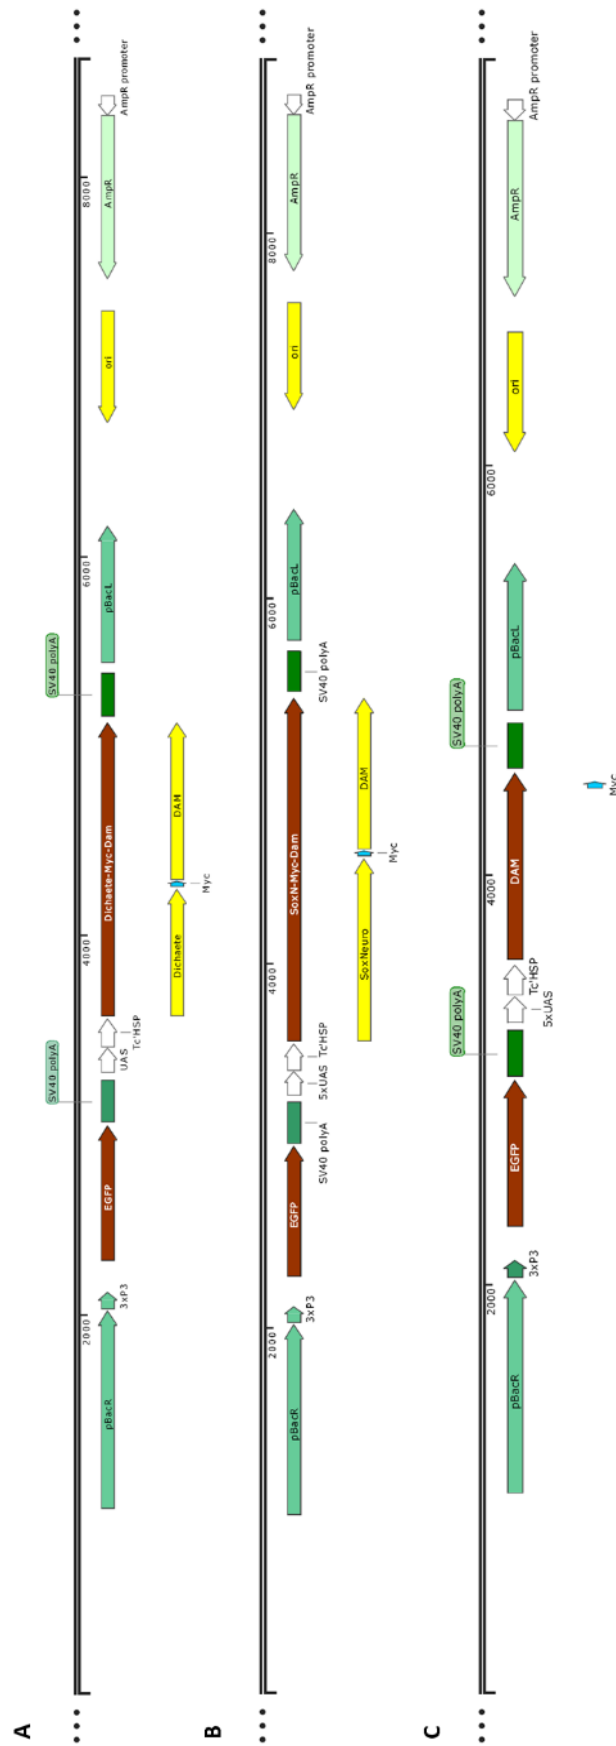 A
• • •
2000
4000
6000
8000
• • •
SV40 polyA
SV40 polyA
pBacR
3xP3
EGFP
UAS
Tc'HSP
Dichaete-Myc-Dam
pBacL
ori
AmpR
AmpR promoter
Dichaete
Myc
DAM
B
• • •
2000
4000
6000
8000
• • •
pBacR
3xP3
EGFP
SV40 polyA
5xUAS
Tc'HSP
SoxN-Myc-Dam
SV40 polyA
pBacL
ori
AmpR
AmpR promoter
SoxNeuro
Myc
DAM
C
• • •
2000
4000
6000
• • •
SV40 polyA
SV40 polyA
pBacR
3xP3
EGFP
5xUAS
Tc'HSP
DAM
pBacL
ori
AmpR
AmpR promoter
Myc